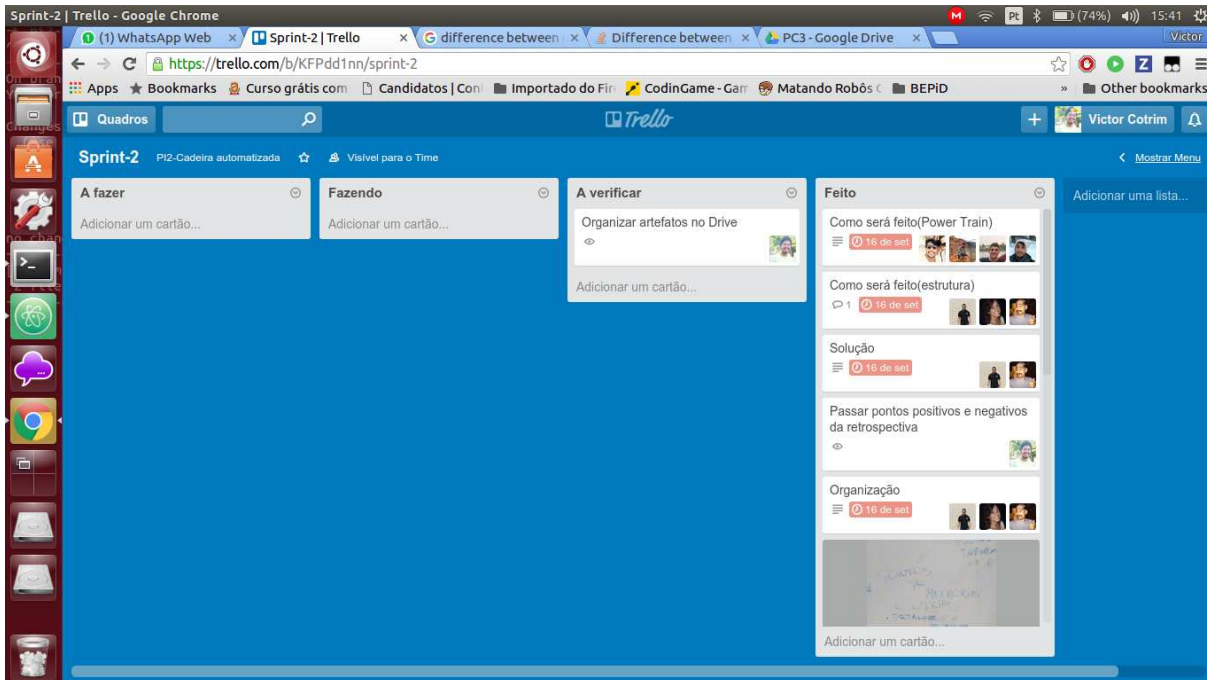 Sprint-2 | Trello - Google Chrome
Pt
(74%)
15:41
(1) WhatsApp Web
Sprint-2 | Trello
difference between
Difference between
PC3 - Google Drive
Victor
https://trello.com/b/KFPdd1nn/sprint-2
Apps
Bookmarks
Curso grátis com
Candidatos | Con
Importado do Fir
CodinGame - Gam
Matando Robôs
BEPiD
»
Other bookmarks
Quadros
Trello
Victor Cotrim
Sprint-2
PI2-Cadeira automatizada
Visível para o Time
Mostrar Menu
A fazer
Adicionar um cartão...
Fazendo
Adicionar um cartão...
A verificar
Organizar artefatos no Drive
Adicionar um cartão...
Feito
Como será feito(Power Train)
16 de set
Como será feito(estrutura)
1
16 de set
Solução
16 de set
Passar pontos positivos e negativos
da retrospectiva
Organização
16 de set
Adicionar um cartão...
Adicionar uma lista...